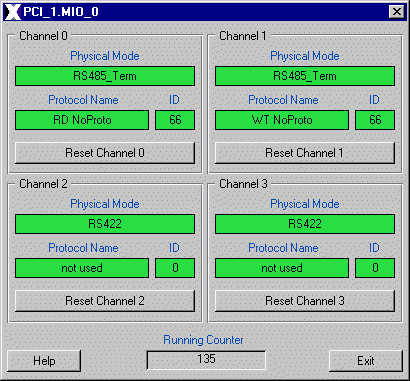 PCI_1.MIO_0
Channel 0
Physical Mode
RS485_Term
Protocol Name ID
RD NoProto 66
Reset Channel 0
Channel 1
Physical Mode
RS485_Term
Protocol Name ID
WT NoProto 66
Reset Channel 1
Channel 2
Physical Mode
RS422
Protocol Name ID
not used 0
Reset Channel 2
Channel 3
Physical Mode
RS422
Protocol Name ID
not used 0
Reset Channel 3
Running Counter
Help 135 Exit